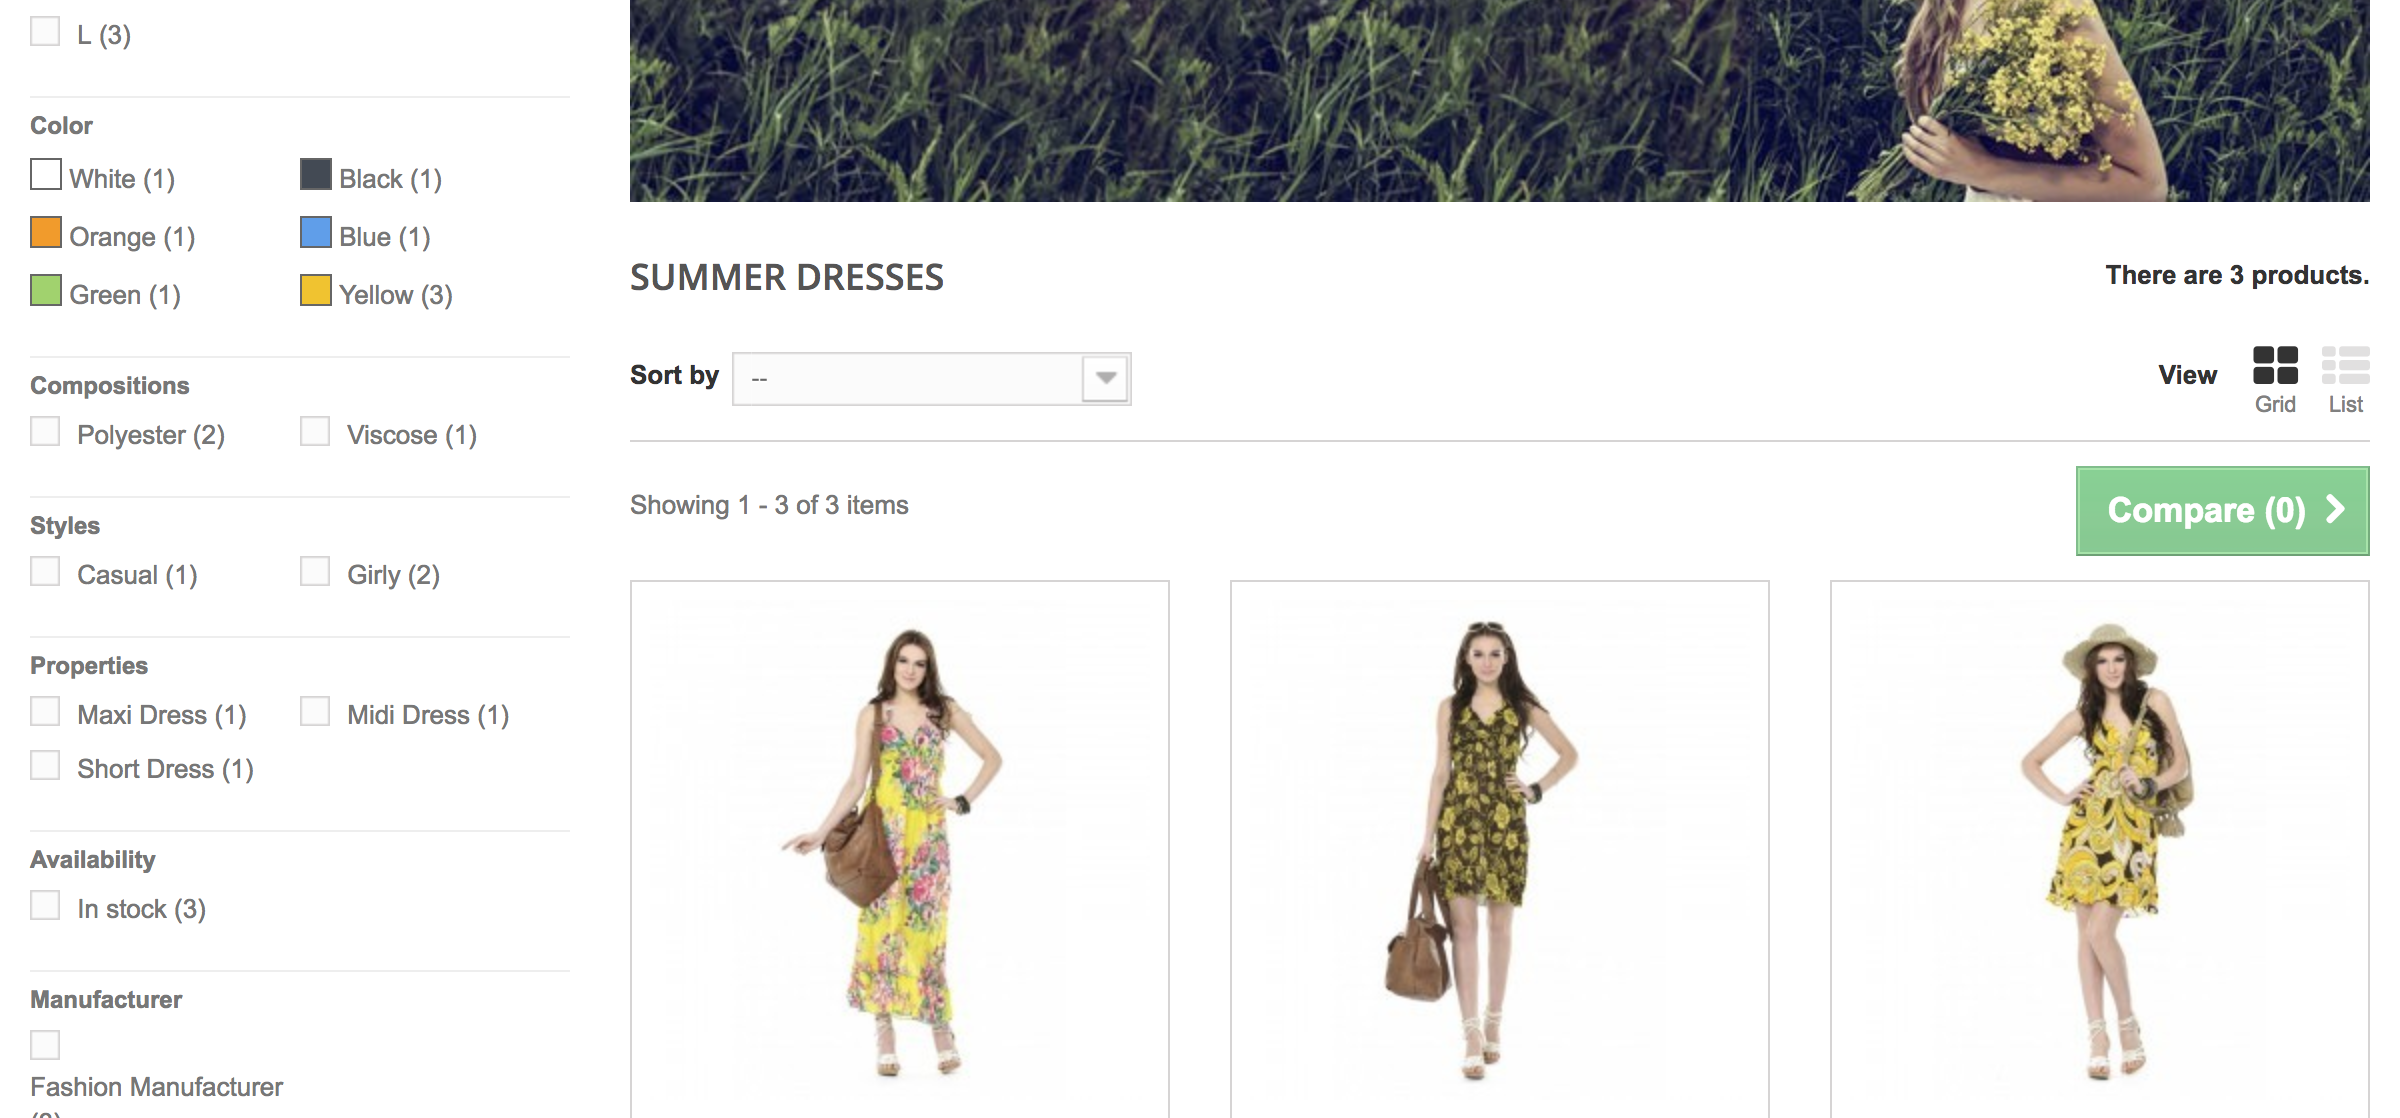 L (3)
Color
White (1)
Black (1)
Orange (1)
Blue (1)
Green (1)
Yellow (3)
Compositions
Polyester (2)
Viscose (1)
Styles
Casual (1)
Girly (2)
Properties
Maxi Dress (1)
Midi Dress (1)
Short Dress (1)
Availability
In stock (3)
Manufacturer
Fashion Manufacturer
SUMMER DRESSES
There are 3 products.
Sort by
--
View
Grid
List
Showing 1 - 3 of 3 items
Compare (0)